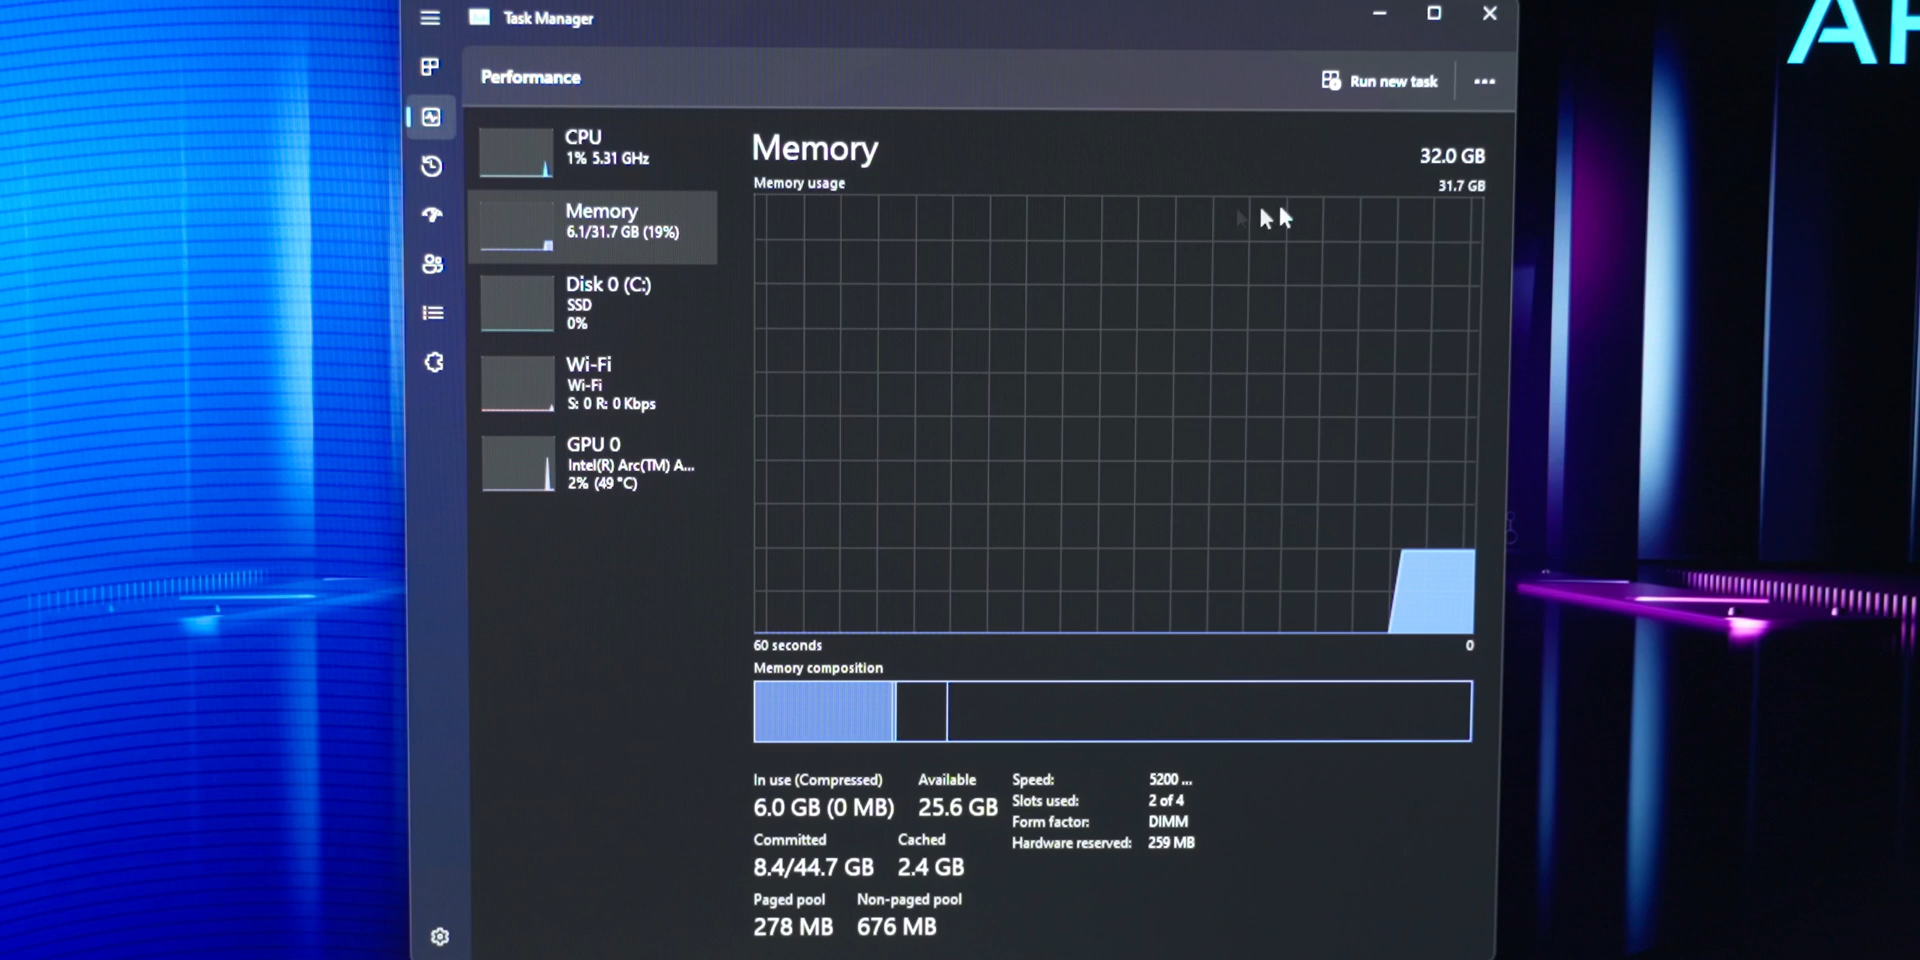 Task Manager
Performance
Run new task
CPU
1% 5.31 GHz
Memory
6.1/31.7 GB (19%)
Disk 0 (C:)
SSD
0%
Wi-Fi
Wi-Fi
S: 0 R: 0 Kbps
GPU 0
Intel(R) Arc(TM) A...
2% (49 °C)
Memory
32.0 GB
Memory usage
31.7 GB
60 seconds
0
Memory composition
In use (Compressed)
Available
6.0 GB (0 MB)
25.6 GB
Committed
Cached
8.4/44.7 GB
2.4 GB
Paged pool
Non-paged pool
278 MB
676 MB
Speed: 5200 ...
Slots used: 2 of 4
Form factor: DIMM
Hardware reserved: 259 MB